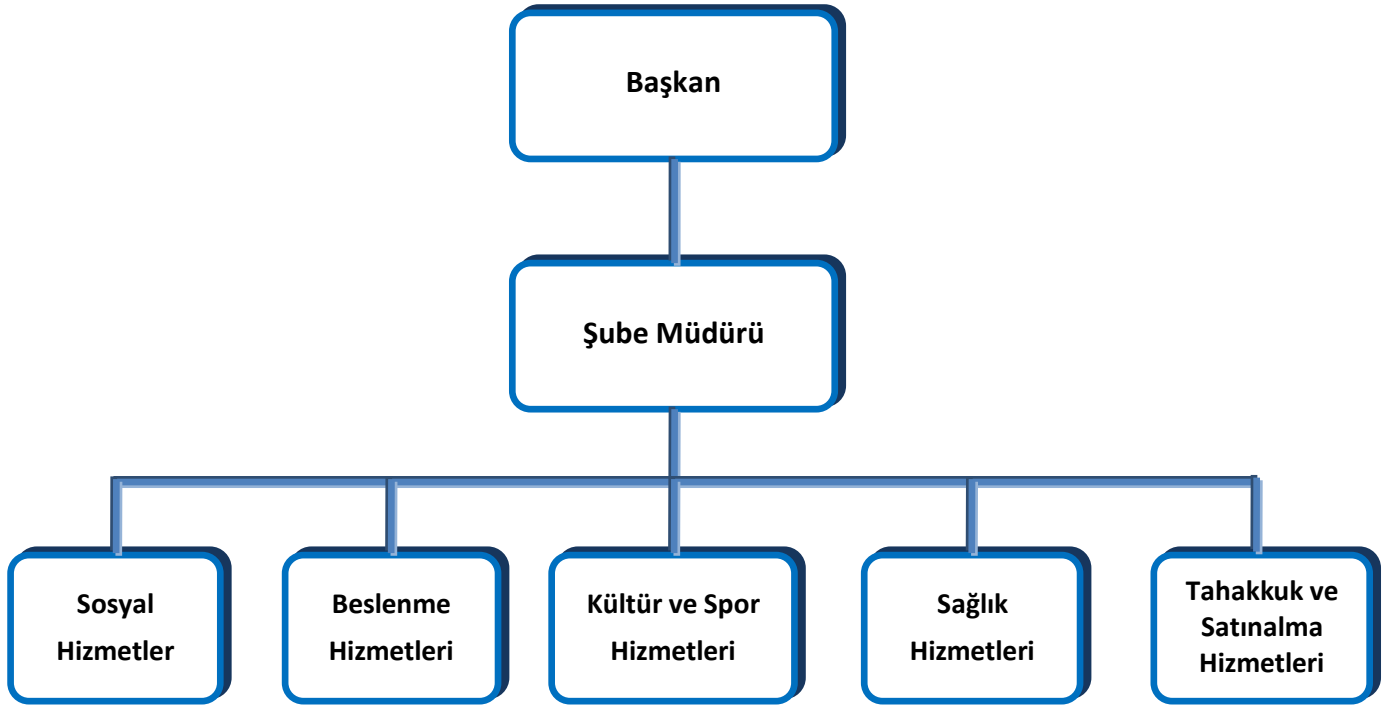 Başkan
Şube Müdürü
Sosyal
Hizmetler
Beslenme
Hizmetleri
Kültür ve Spor
Hizmetleri
Sağlık
Hizmetleri
Tahakkuk ve
Satınalma
Hizmetleri